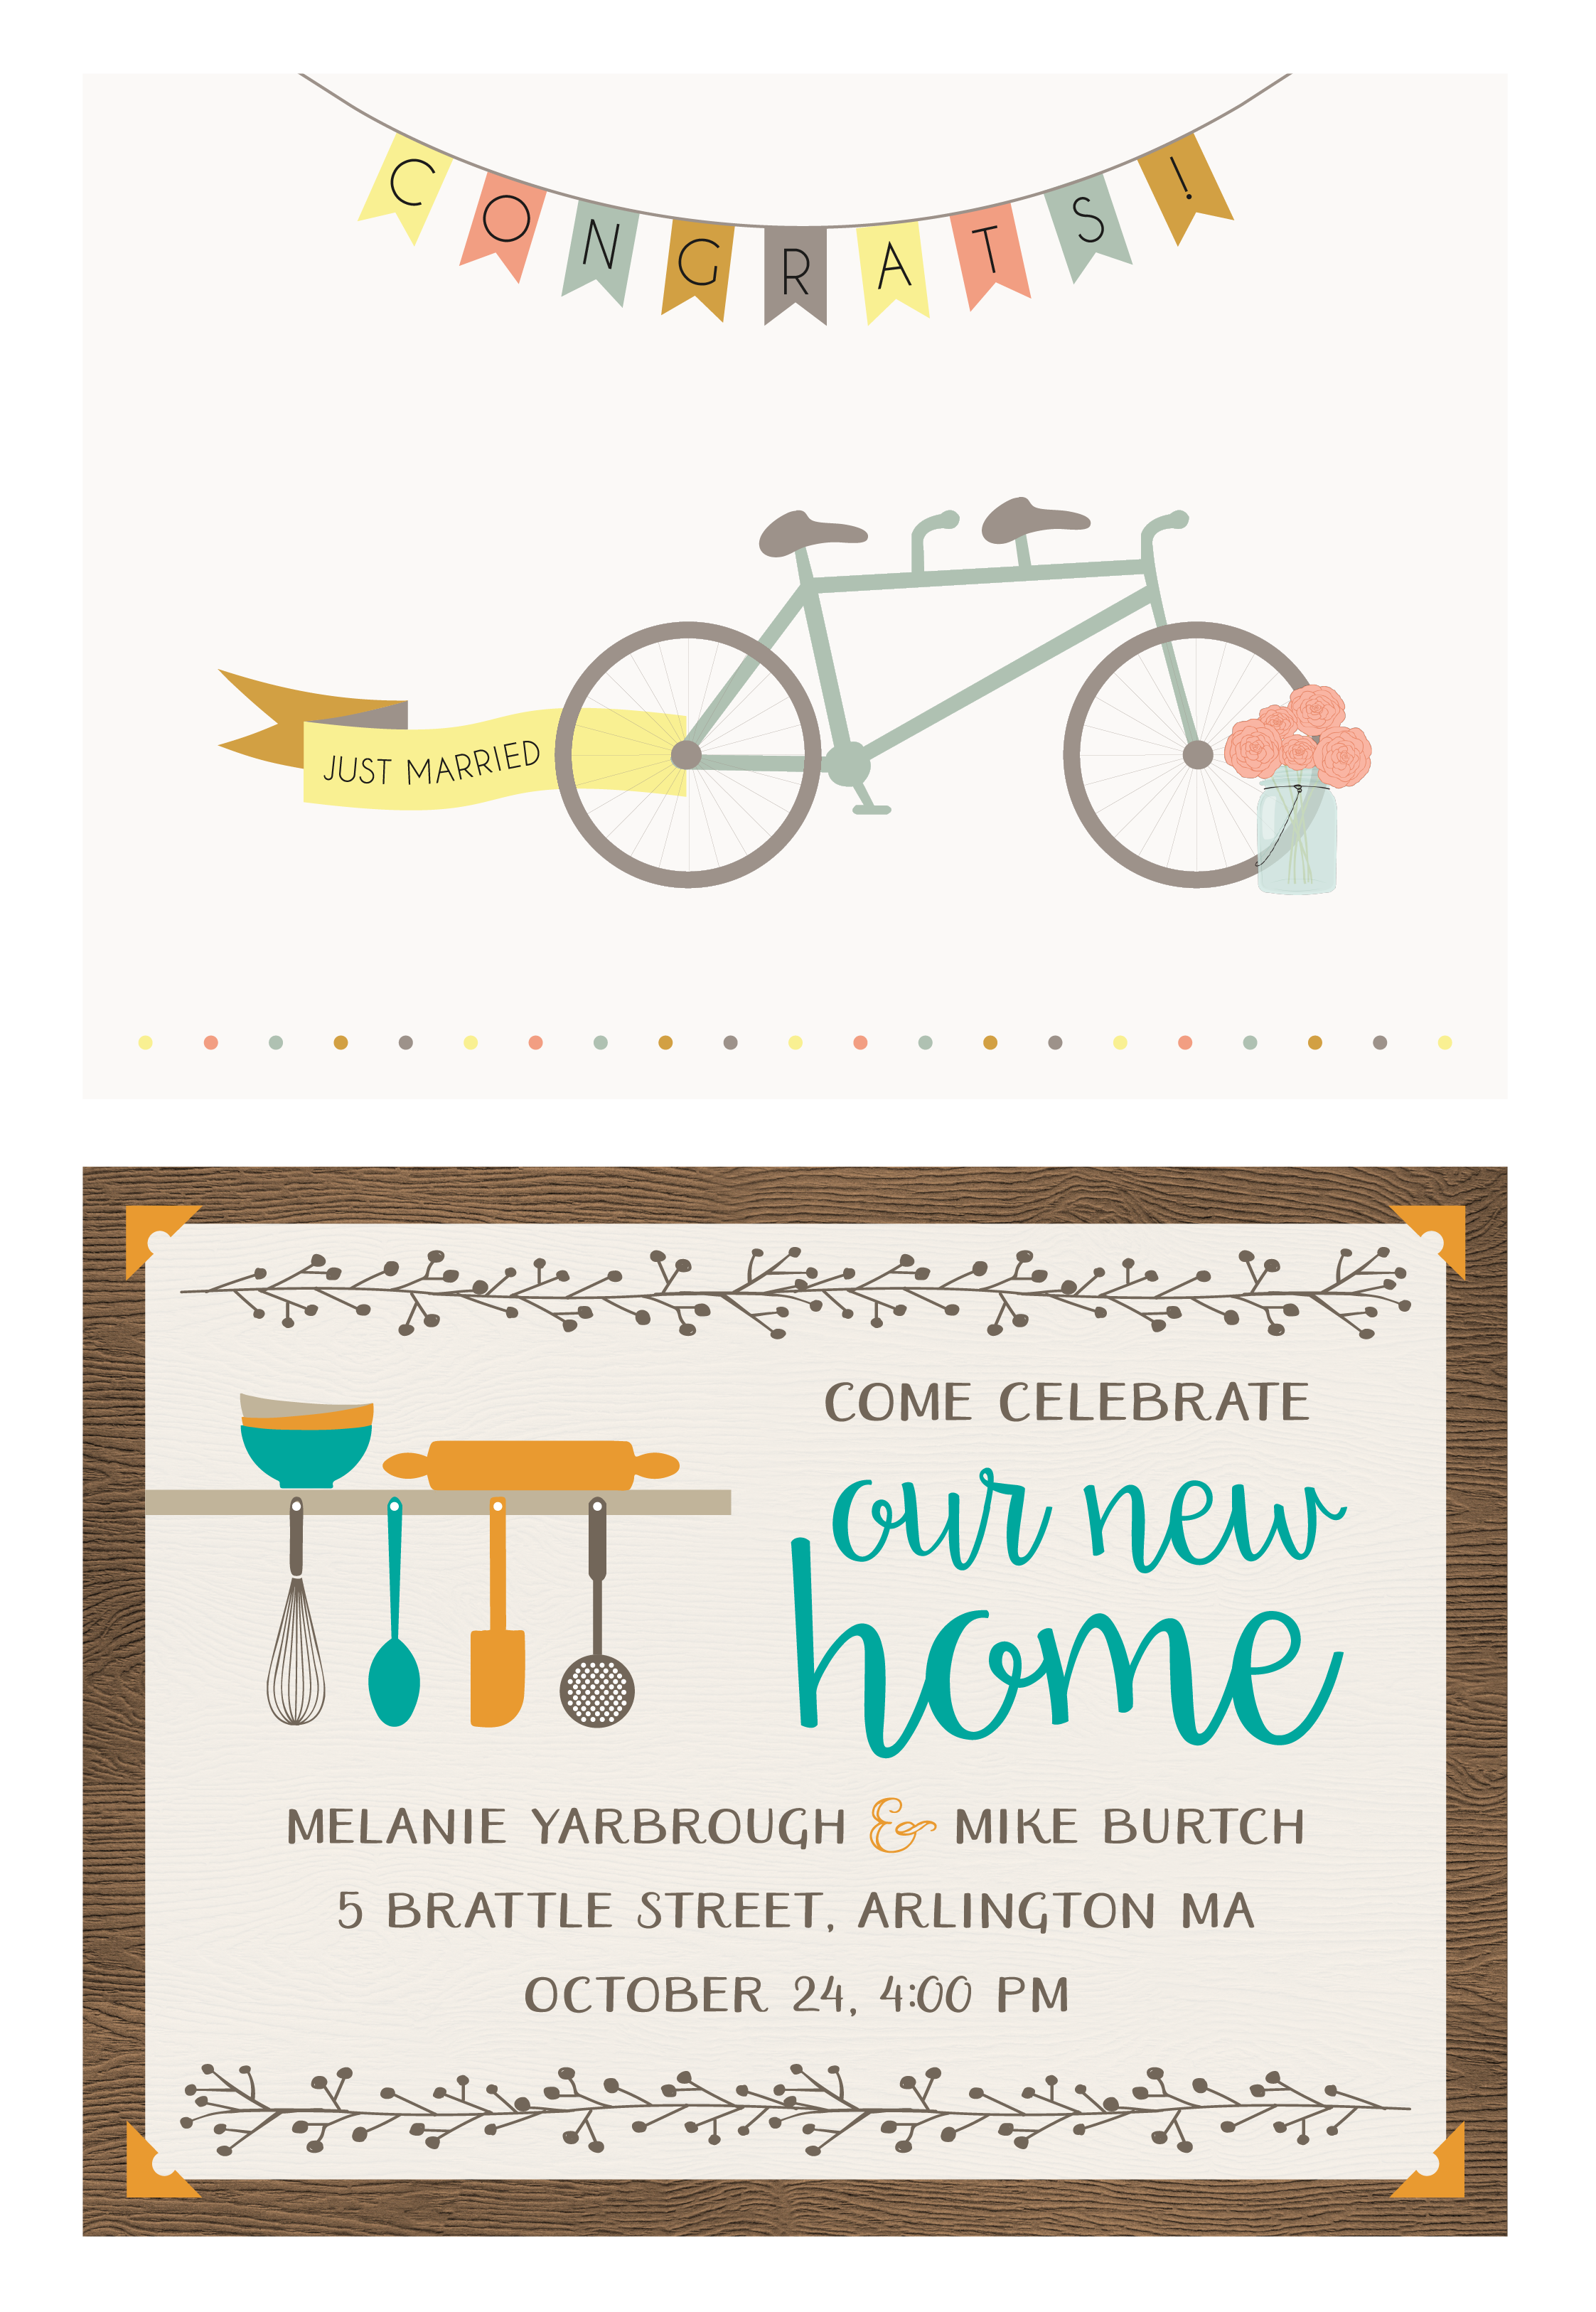 CONGRATS!
JUST MARRIED
COME CELEBRATE
our new
home
MELANIE YARBROUGH & MIKE BURTCH
5 BRATTLE STREET, ARLINGTON MA
OCTOBER 24, 4:00 PM